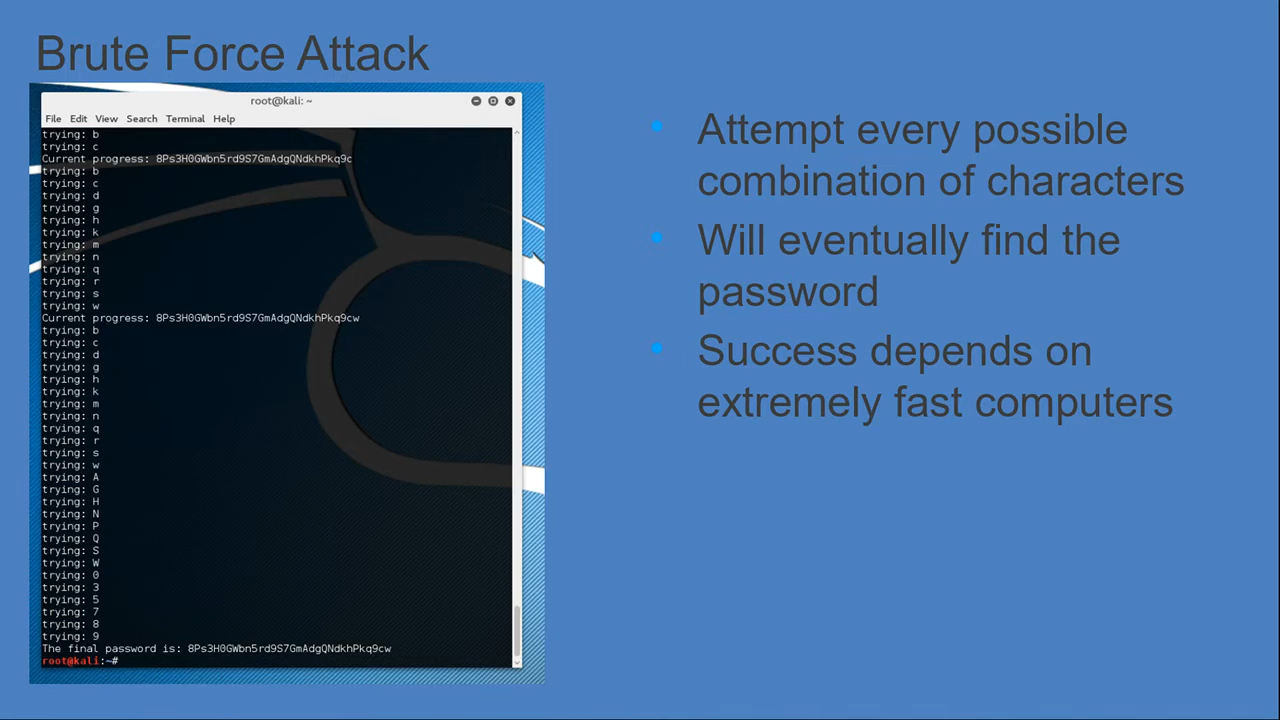 Brute Force Attack
root@kali: ~
File Edit View Search Terminal Help
trying: b
trying: c
Current progress: 8Ps3H0GWbn5rd9S7GmAdgQNdkhPkq9c
trying: b
trying: c
trying: d
trying: g
trying: h
trying: k
trying: m
trying: n
trying: q
trying: r
trying: s
trying: w
Current progress: 8Ps3H0GWbn5rd9S7GmAdgQNdkhPkq9cw
trying: b
trying: c
trying: d
trying: g
trying: h
trying: k
trying: m
trying: n
trying: q
trying: r
trying: s
trying: w
trying: A
trying: G
trying: H
trying: N
trying: P
trying: Q
trying: S
trying: W
trying: 0
trying: 3
trying: 5
trying: 7
trying: 8
trying: 9
The final password is: 8Ps3H0GWbn5rd9S7GmAdgQNdkhPkq9cw
root@kali:~#
• Attempt every possible
combination of characters
• Will eventually find the
password
• Success depends on
extremely fast computers